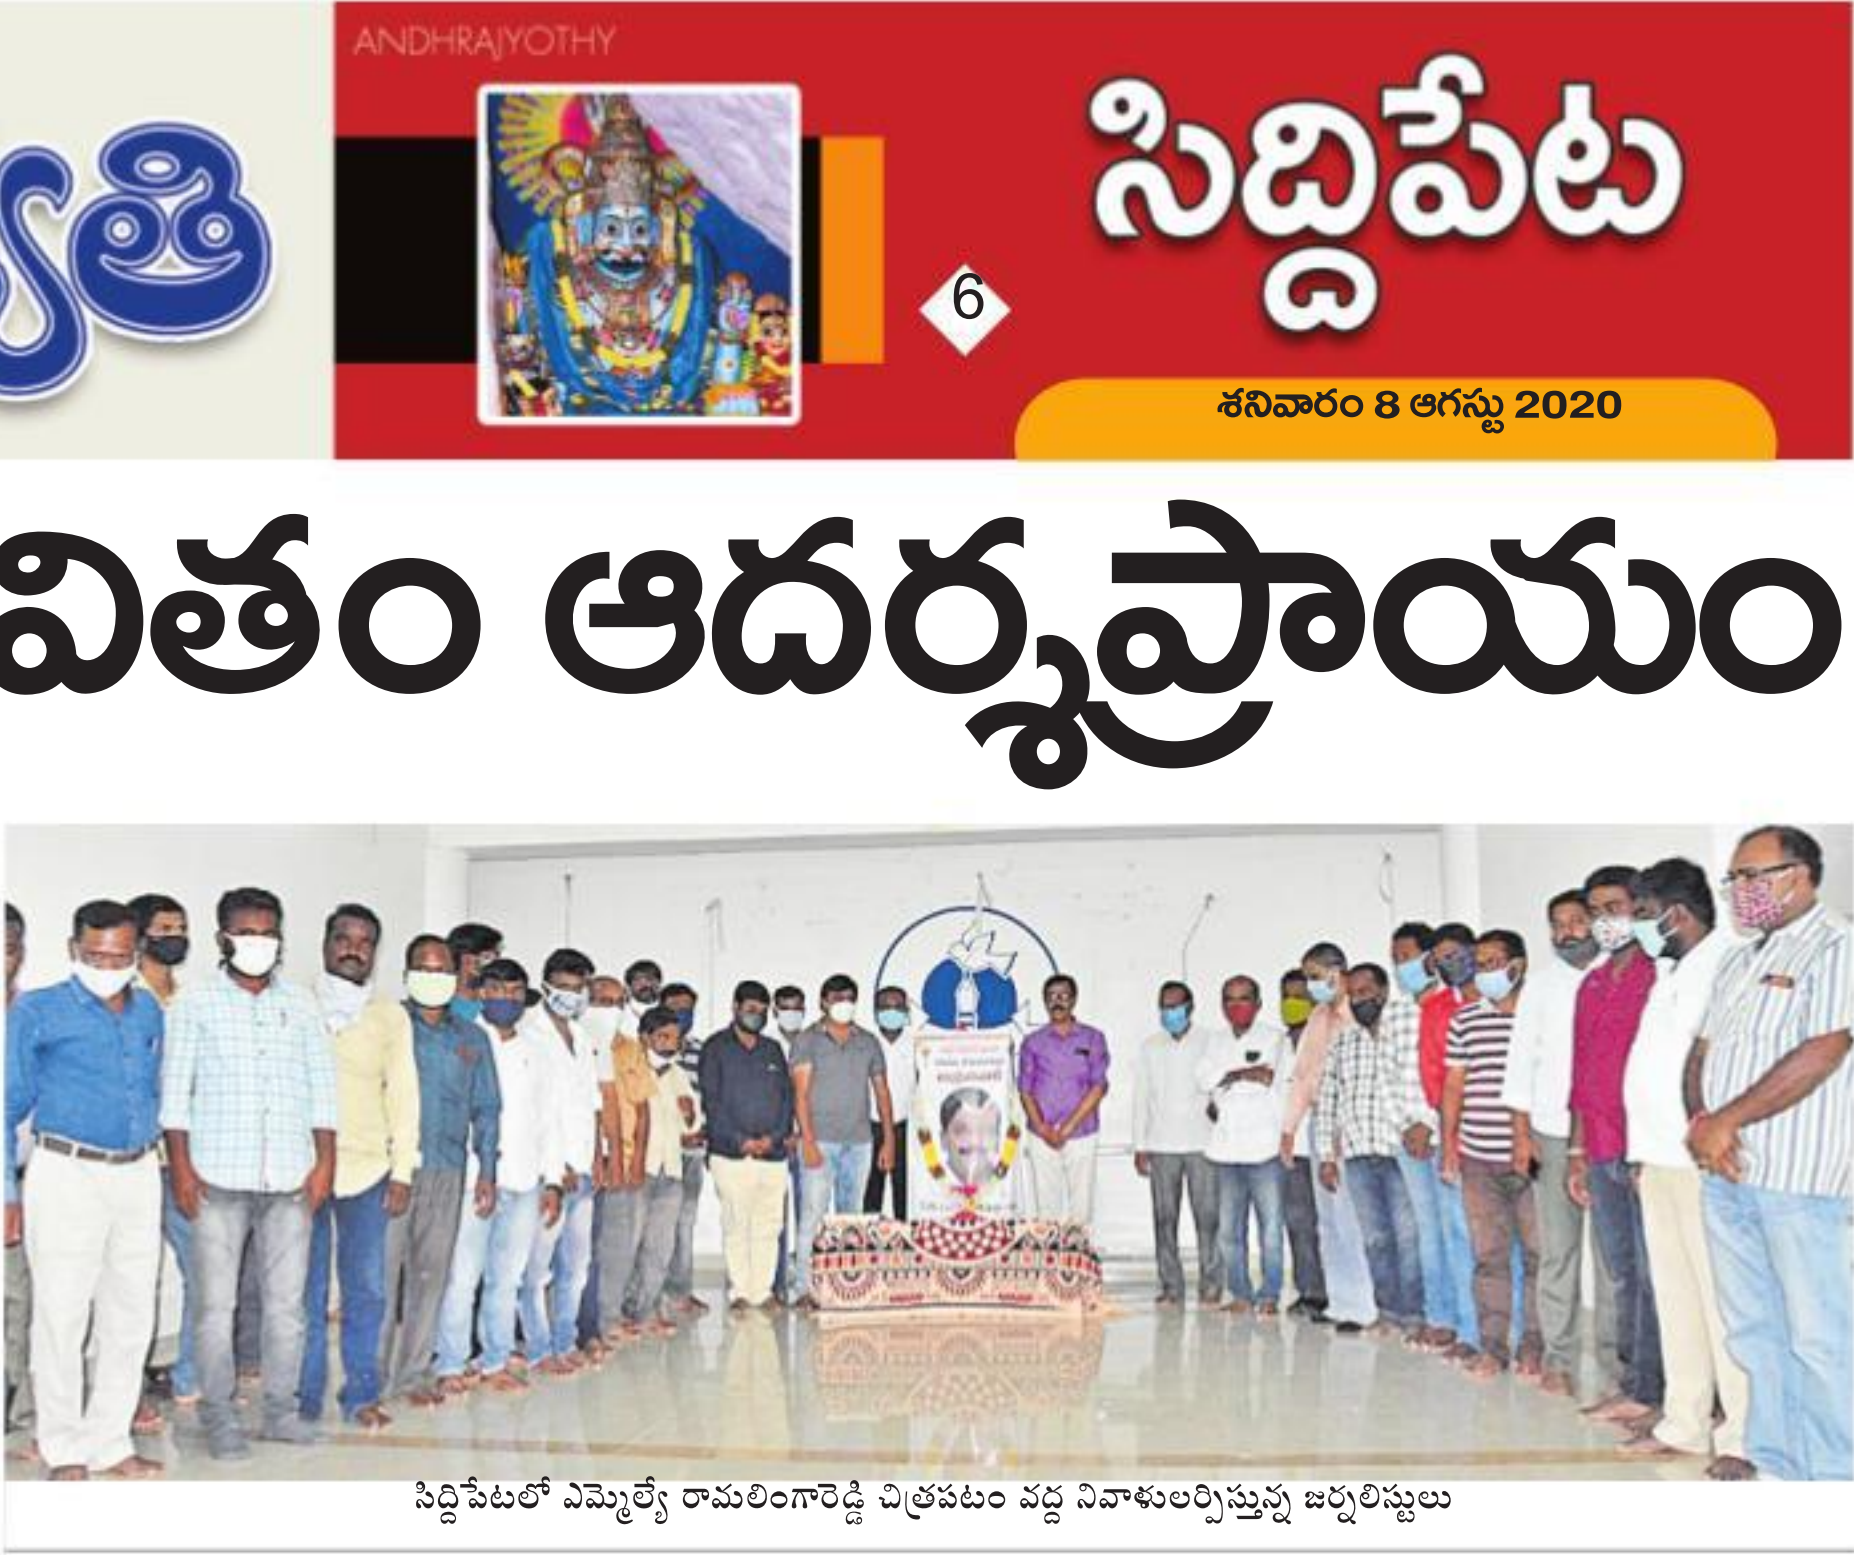 ANDHRAJYOTHY
్యోతి
సిద్దిపేట
6
శనివారం 8 ఆగస్టు 2020
వితం ఆదర్శప్రాయం
సిద్దిపేటలో ఎమ్మెల్యే రామలింగారెడ్డి చిత్రపటం వద్ద నివాళులర్పిస్తున్న జర్నలిస్టులు